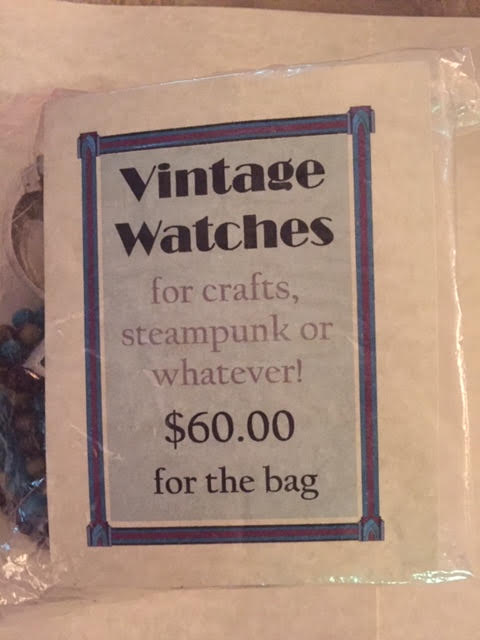 Vintage
Watches
for crafts,
steampunk or
whatever!
$60.00
for the bag